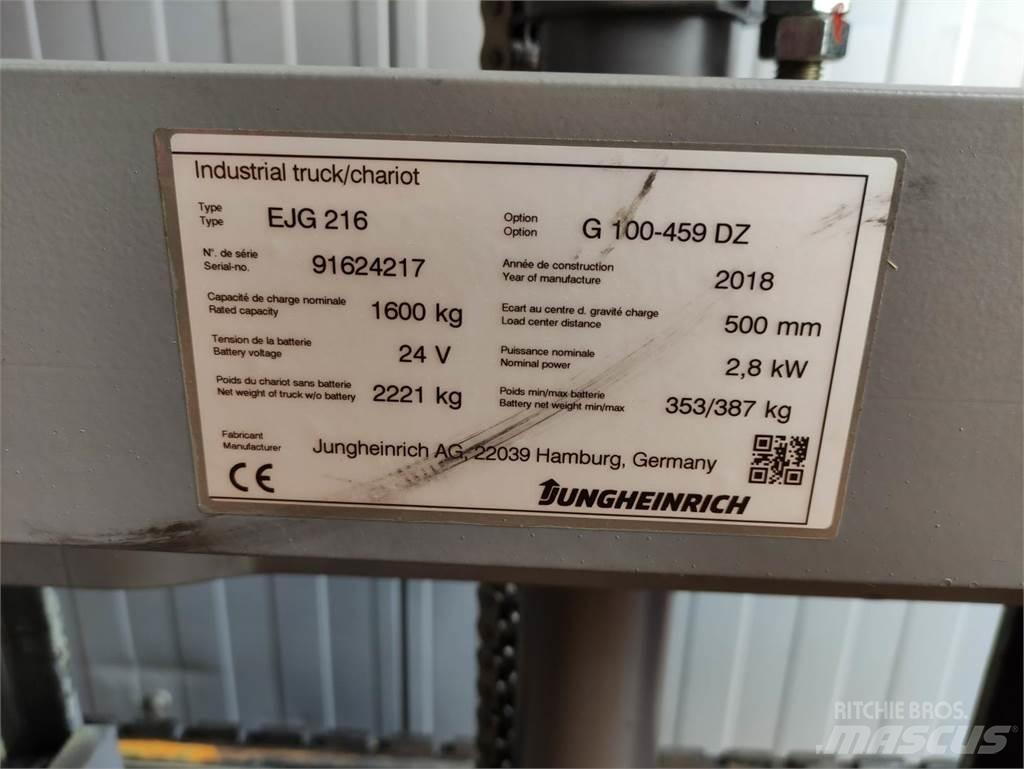 Industrial truck/chariot
Type
Type
EJG 216
Option
Option
G 100-459 DZ
N°. de série
Serial-no.
91624217
Année de construction
Year of manufacture
2018
Capacité de charge nominale
Rated capacity
1600 kg
Ecart au centre d. gravité charge
Load center distance
500 mm
Tension de la batterie
Battery voltage
24 V
Puissance nominale
Nominal power
2,8 kW
Poids du chariot sans batterie
Net weight of truck w/o battery
2221 kg
Poids min/max batterie
Battery net weight min/max
353/387 kg
Fabricant
Manufacturer
Jungheinrich AG, 22039 Hamburg, Germany
CE
JUNGHEINRICH
RITCHIE BROS.
MASCUS